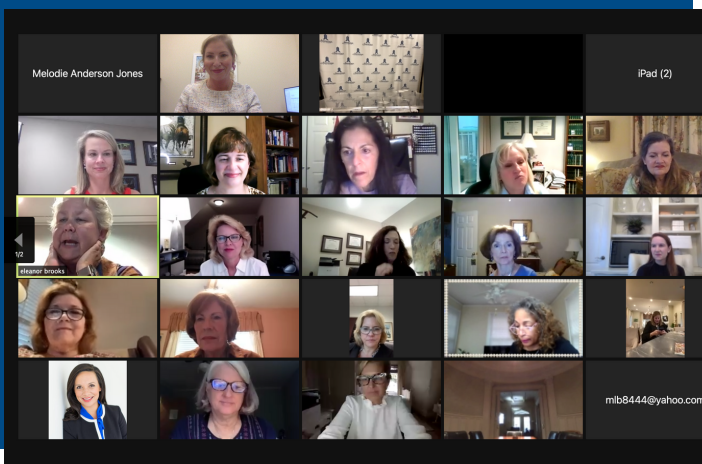 Melodie Anderson Jones
iPad (2)
1/2
eleanor brooks
mlb8444@yahoo.com